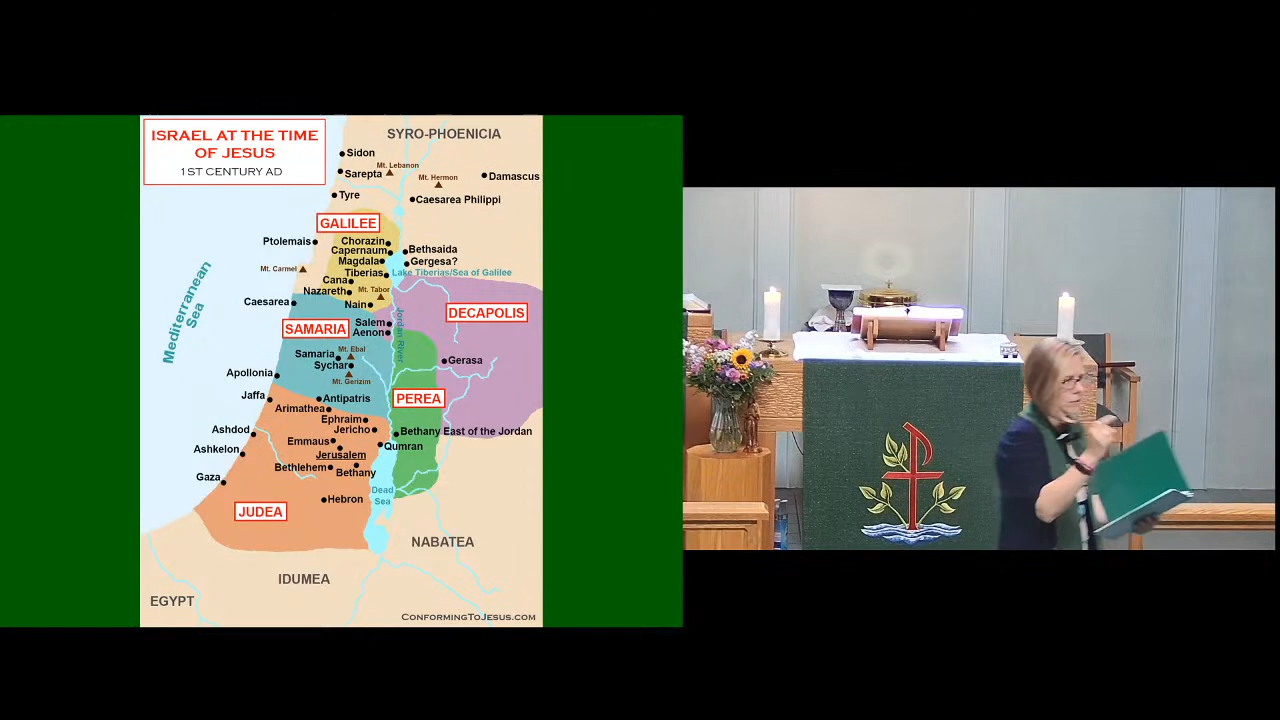 ISRAEL AT THE TIME
OF JESUS
1ST CENTURY AD
SYRO-PHOENICIA
Sidon
Mt. Lebanon
Sarepta
Mt. Hermon
Damascus
Tyre
Caesarea Philippi
GALILEE
Ptolemais
Chorazin
Capernaum
Bethsaida
Magdala
Gergesa?
Mt. Carmel
Tiberias
Lake Tiberias/Sea of Galilee
Cana
Nazareth
Mt. Tabor
Mediterranean
Sea
Caesarea
Nain
DECAPOLIS
SAMARIA
Salem
Aenon
Jordan River
Samaria
Mt. Ebal
Sychar
Gerasa
Apollonia
Mt. Gerizim
Jaffa
Antipatris
PEREA
Arimathea
Ephraim
Ashdod
Jericho
Bethany East of the Jordan
Emmaus
Qumran
Ashkelon
Jerusalem
Bethlehem
Bethany
Gaza
Dead
Sea
Hebron
JUDEA
NABATEA
IDUMEA
EGYPT
CONFORMINGTOJESUS.COM